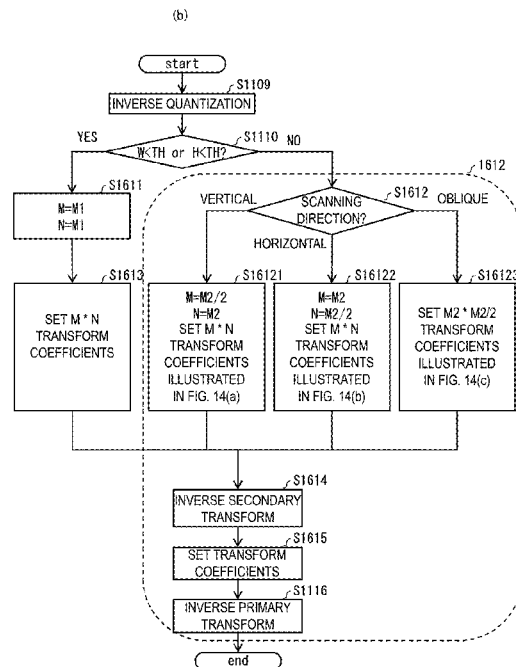 (b)
start
S1109
INVERSE QUANTIZATION
S1110
YES
W<TH or H<TH?
NO
1612
S1611
M=M1
N=M1
S1612
SCANNING
DIRECTION?
VERTICAL
HORIZONTAL
OBLIQUE
S1613
SET M * N
TRANSFORM
COEFFICIENTS
S16121
M=M2/2
N=M2
SET M * N
TRANSFORM
COEFFICIENTS
ILLUSTRATED
IN FIG. 14(a)
S16122
M=M2
N=M2/2
SET M * N
TRANSFORM
COEFFICIENTS
ILLUSTRATED
IN FIG. 14(b)
S16123
SET M2 * M2/2
TRANSFORM
COEFFICIENTS
ILLUSTRATED
IN FIG. 14(c)
S1614
INVERSE SECONDARY
TRANSFORM
S1615
SET TRANSFORM
COEFFICIENTS
S1116
INVERSE PRIMARY
TRANSFORM
end